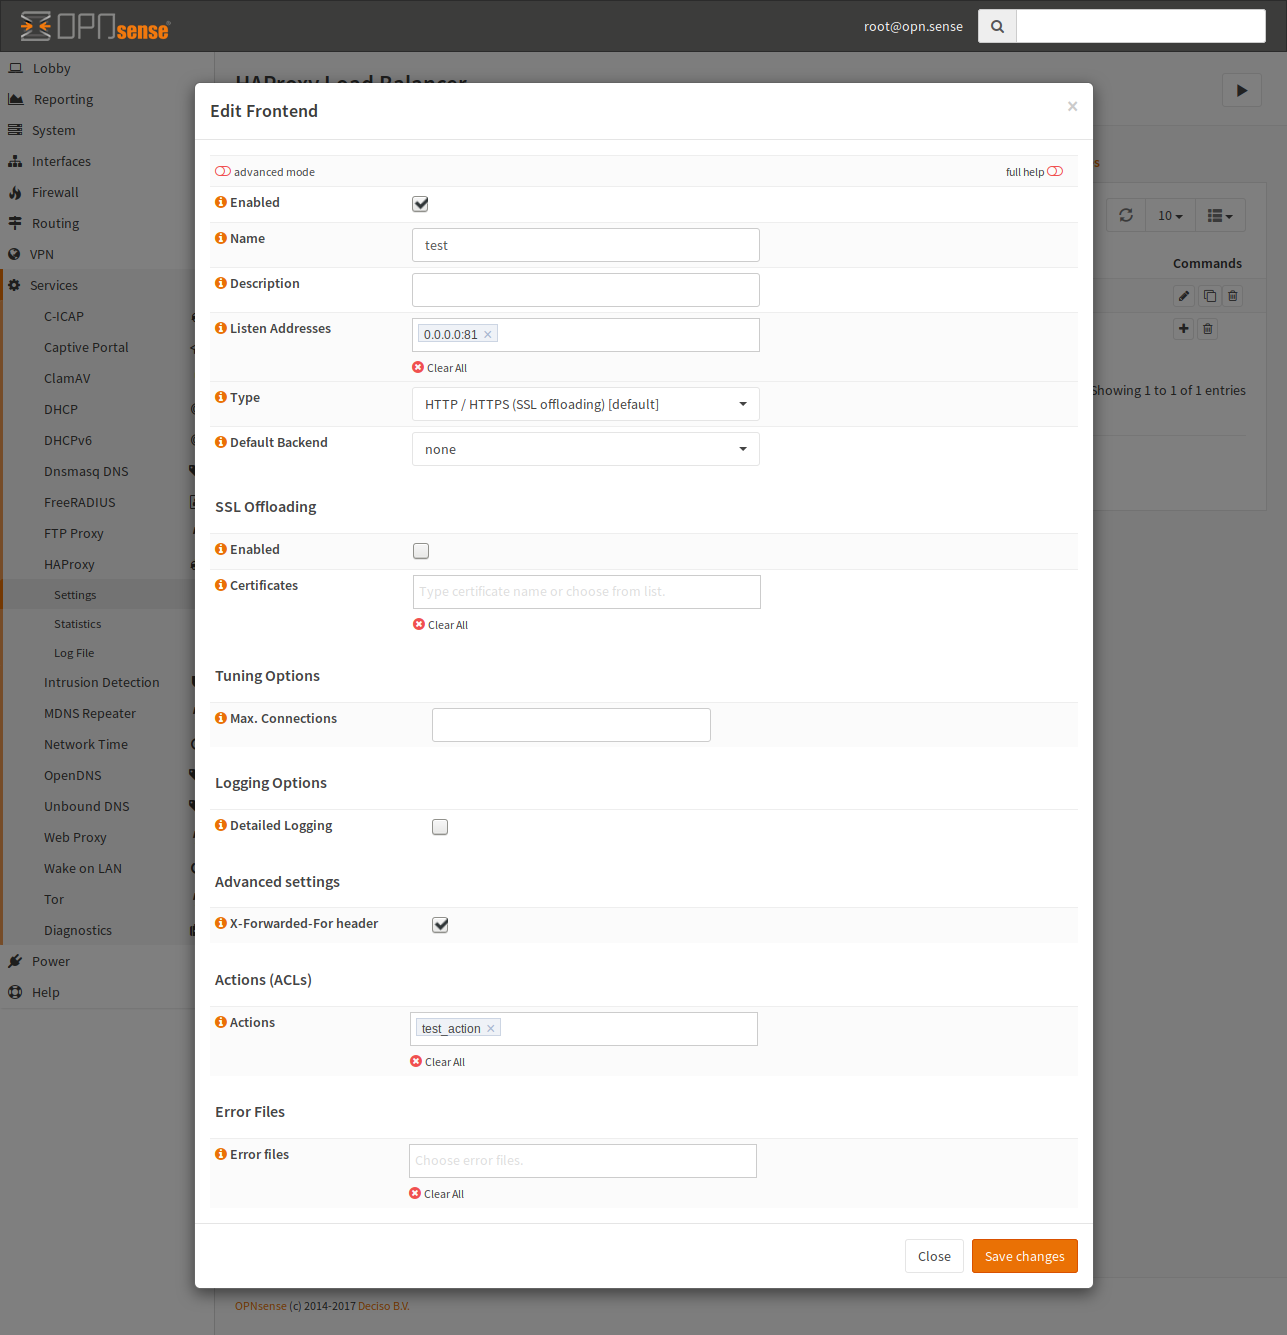 OPNsense
root@opn.sense
Lobby
Reporting
System
Interfaces
Firewall
Routing
VPN
Services
C-ICAP
Captive Portal
ClamAV
DHCP
DHCPv6
Dnsmasq DNS
FreeRADIUS
FTP Proxy
HAProxy
Settings
Statistics
Log File
Intrusion Detection
MDNS Repeater
Network Time
OpenDNS
Unbound DNS
Web Proxy
Wake on LAN
Tor
Diagnostics
Power
Help
HAProxy Load Balancer
s
10
Commands
Showing 1 to 1 of 1 entries
Edit Frontend
×
advanced mode
full help
Enabled
Name
test
Description
Listen Addresses
0.0.0.0:81 ×
Clear All
Type
HTTP / HTTPS (SSL offloading) [default]
Default Backend
none
SSL Offloading
Enabled
Certificates
Type certificate name or choose from list.
Clear All
Tuning Options
Max. Connections
Logging Options
Detailed Logging
Advanced settings
X-Forwarded-For header
Actions (ACLs)
Actions
test_action ×
Clear All
Error Files
Error files
Choose error files.
Clear All
Close
Save changes
OPNsense (c) 2014-2017 Deciso B.V.